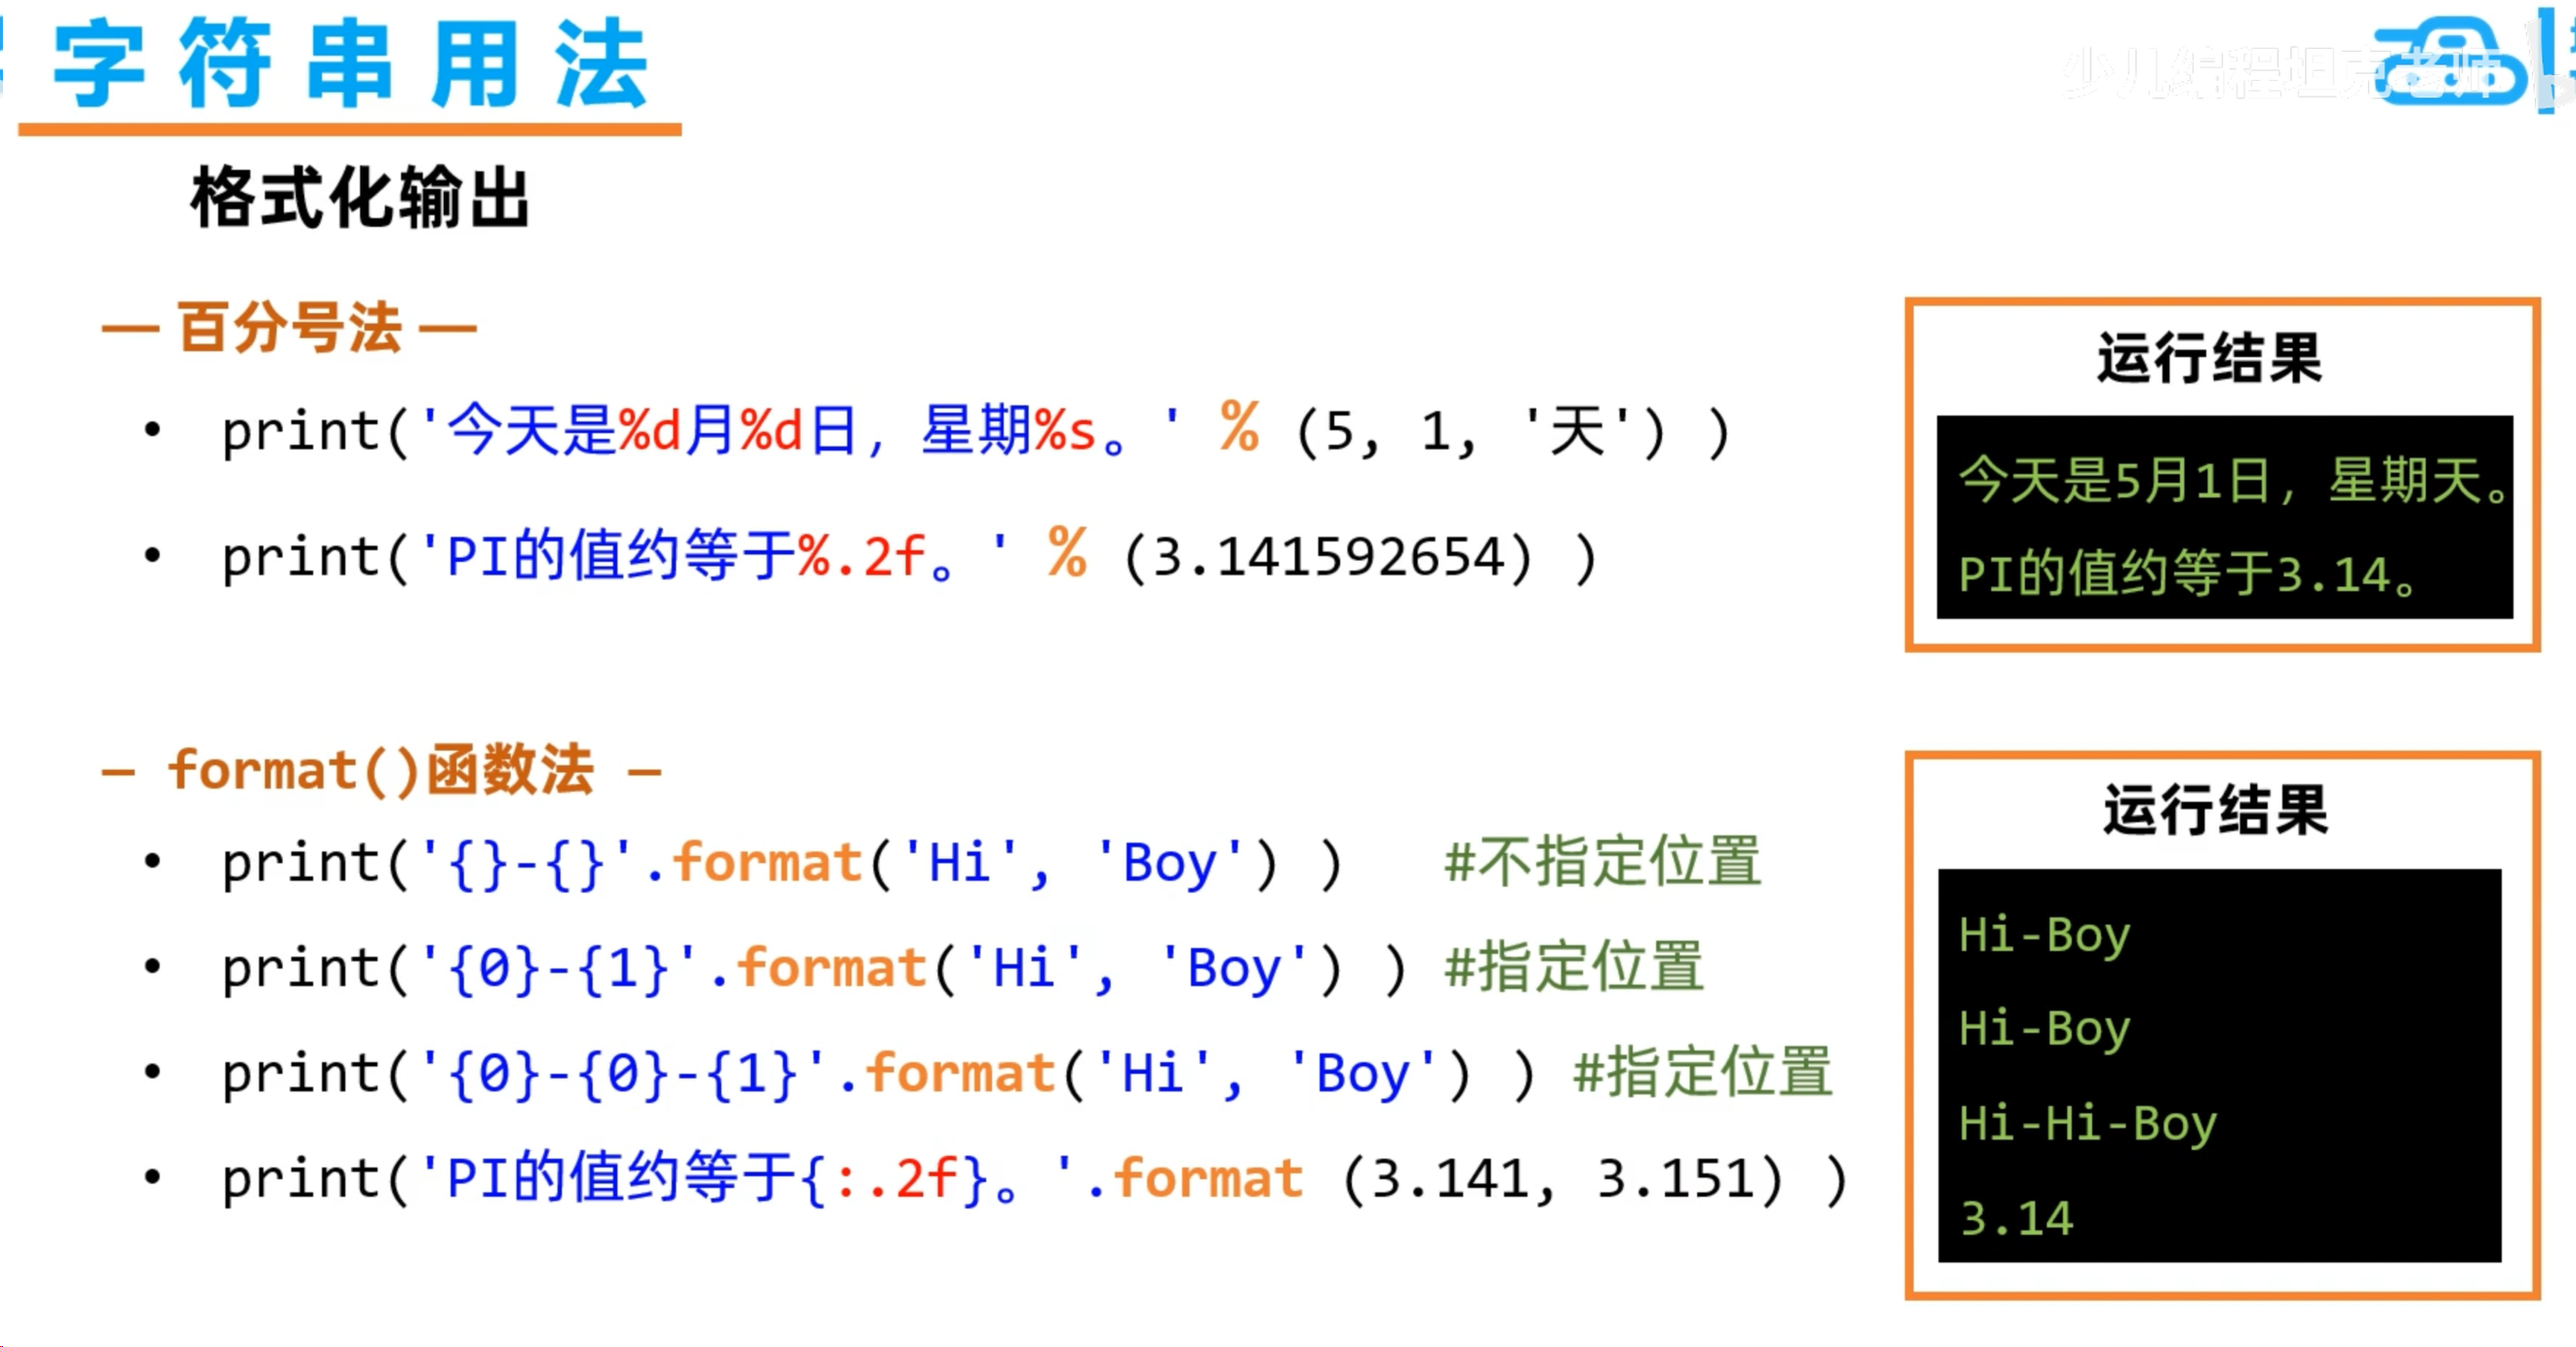 字符串用法
少儿编程坦克老师
格式化输出
— 百分号法 —
• print('今天是%d月%d日，星期%s。' % (5, 1, '天') )
• print('PI的值约等于%.2f。' % (3.141592654) )
运行结果
今天是5月1日，星期天。
PI的值约等于3.14。
— format()函数法 —
• print('{}-{}'.format('Hi', 'Boy') ) #不指定位置
• print('{0}-{1}'.format('Hi', 'Boy') ) #指定位置
• print('{0}-{0}-{1}'.format('Hi', 'Boy') ) #指定位置
• print('PI的值约等于{:.2f}。'.format (3.141, 3.151) )
运行结果
Hi-Boy
Hi-Boy
Hi-Hi-Boy
3.14